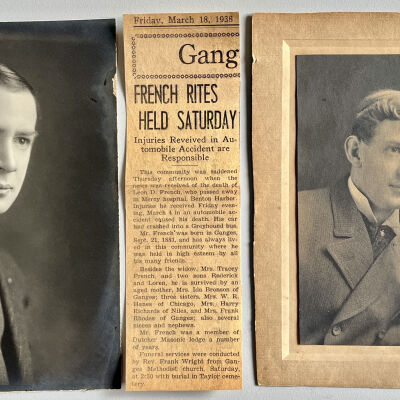 Friday, March 18, 1938
Gang
FRENCH RITES
HELD SATURDAY
Injuries Reveived in Au-
tomobile Accident are
Responsible
This community was saddened
Thursday afternoon when the
news was received of the death of
Leon D. French, who passed away
in Mercy hospital, Benton Harbor.
Injuries he received Friday even-
ing, March 4 in an automobile ac-
cident caused his death. His car
had crashed into a Greyhound bus.
Mr. French was born in Ganges,
Sept. 21, 1881, and has always liv-
ed in this community where he
was held in high esteem by all
his many friends.
Besides the widow, Mrs. Tracey
French, and two sons Roderick
and Loren, he is survived by an
aged mother, Mrs. Ida Bronson of
Ganges; three sisters, Mrs. W. R.
Hanes of Chicago, Mrs. Harry
Richards of Niles, and Mrs. Frank
Rhodes of Ganges; also several
nieces and nephews.
Mr. French was a member of
Dutcher Masonic lodge a number
of years.
Funeral services were conducted
by Rev. Frank Wright from Gan-
ges Methodist church, Saturday,
at 2:30 with burial in Taylor ceme-
tery.